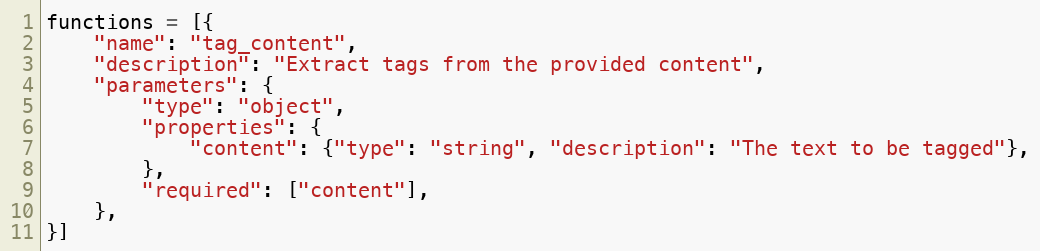 1 functions = [{
2     "name": "tag_content",
3     "description": "Extract tags from the provided content",
4     "parameters": {
5         "type": "object",
6         "properties": {
7             "content": {"type": "string", "description": "The text to be tagged"},
8         },
9         "required": ["content"],
10     },
11 }]